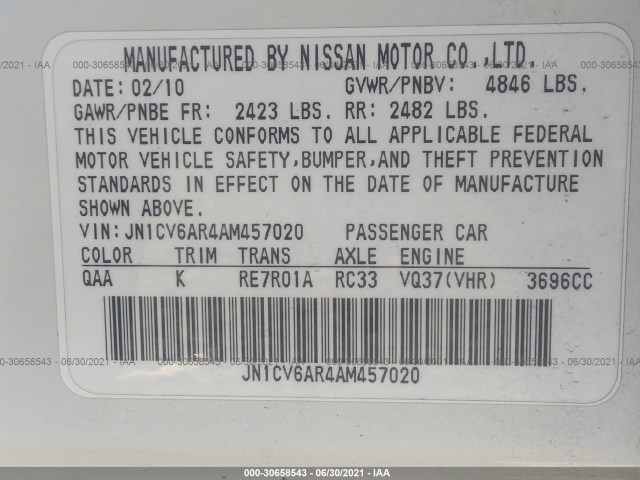 MANUFACTURED BY NISSAN MOTOR CO.,LTD.
DATE: 02/10 GVWR/PNBV: 4846 LBS.
GAWR/PNBE FR: 2423 LBS. RR: 2482 LBS.
THIS VEHICLE CONFORMS TO ALL APPLICABLE FEDERAL
MOTOR VEHICLE SAFETY,BUMPER,AND THEFT PREVENTION
STANDARDS IN EFFECT ON THE DATE OF MANUFACTURE
SHOWN ABOVE.
VIN:JN1CV6AR4AM457020 PASSENGER CAR
COLOR TRIM TRANS AXLE ENGINE
QAA K RE7R01A RC33 VQ37(VHR) 3696CC
JN1CV6AR4AM457020
000-30658543 - 06/30/2021 - IAA